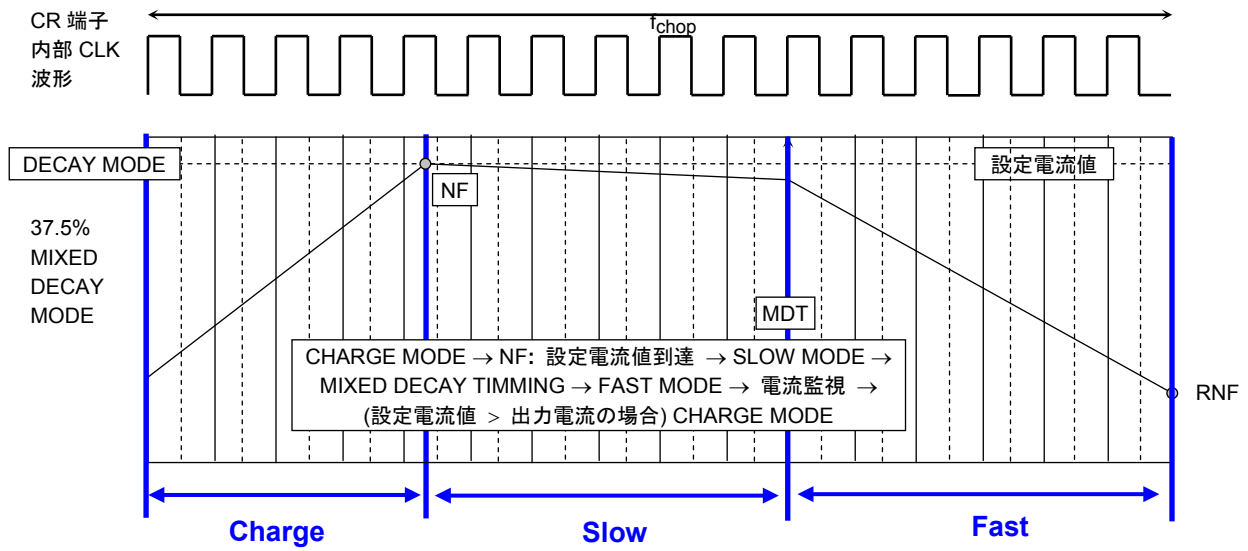 CR 端子
内部 CLK
波形
fchop
DECAY MODE
設定電流値
NF
37.5%
MIXED
DECAY
MODE
MDT
CHARGE MODE → NF: 設定電流値到達 → SLOW MODE →
MIXED DECAY TIMMING → FAST MODE → 電流監視 →
(設定電流値 > 出力電流の場合) CHARGE MODE
RNF
Charge
Slow
Fast